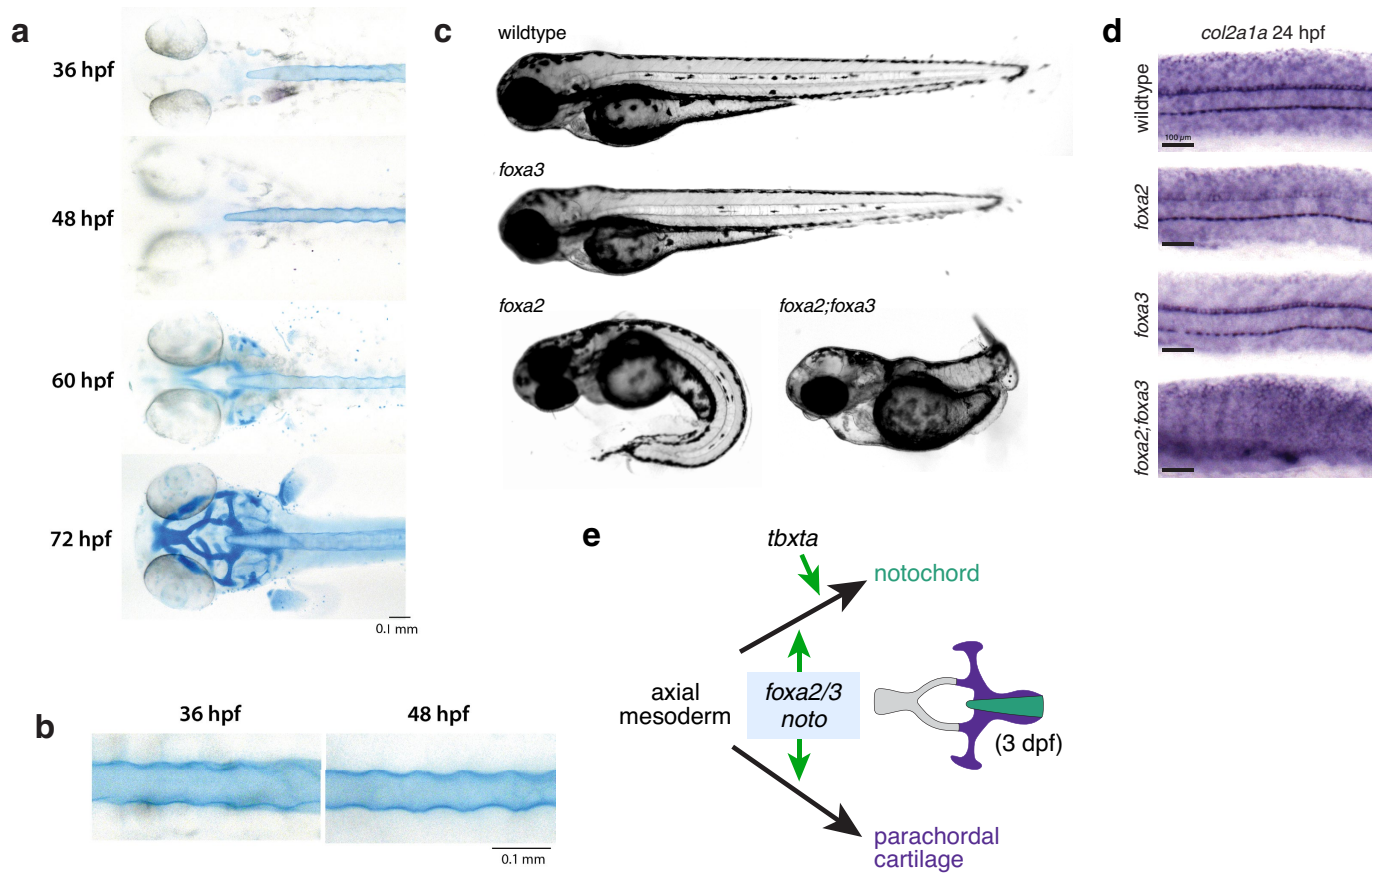 a
36 hpf
48 hpf
60 hpf
72 hpf
0.1 mm
b
36 hpf
48 hpf
0.1 mm
c
wildtype
foxa3
foxa2
foxa2;foxa3
d
col2a1a 24 hpf
wildtype
100 µm
foxa2
foxa3
foxa2;foxa3
e
tbxta
notochord
axial
mesoderm
foxa2/3
noto
(3 dpf)
parachordal
cartilage